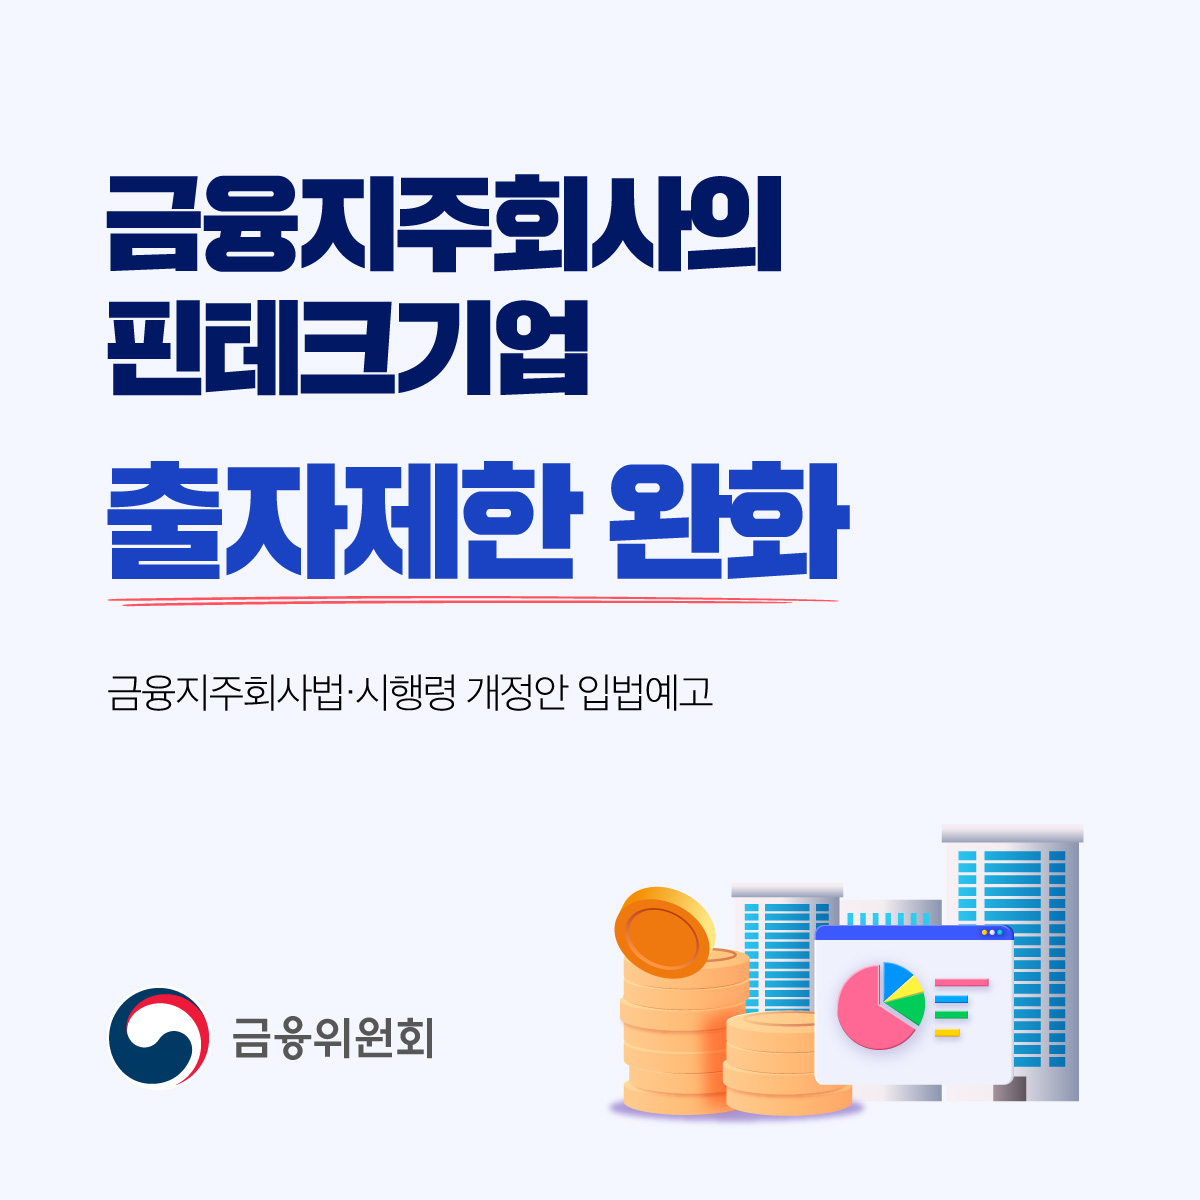 금융지주회사의
핀테크기업
출자제한 완화
금융지주회사법·시행령 개정안 입법예고
금융위원회